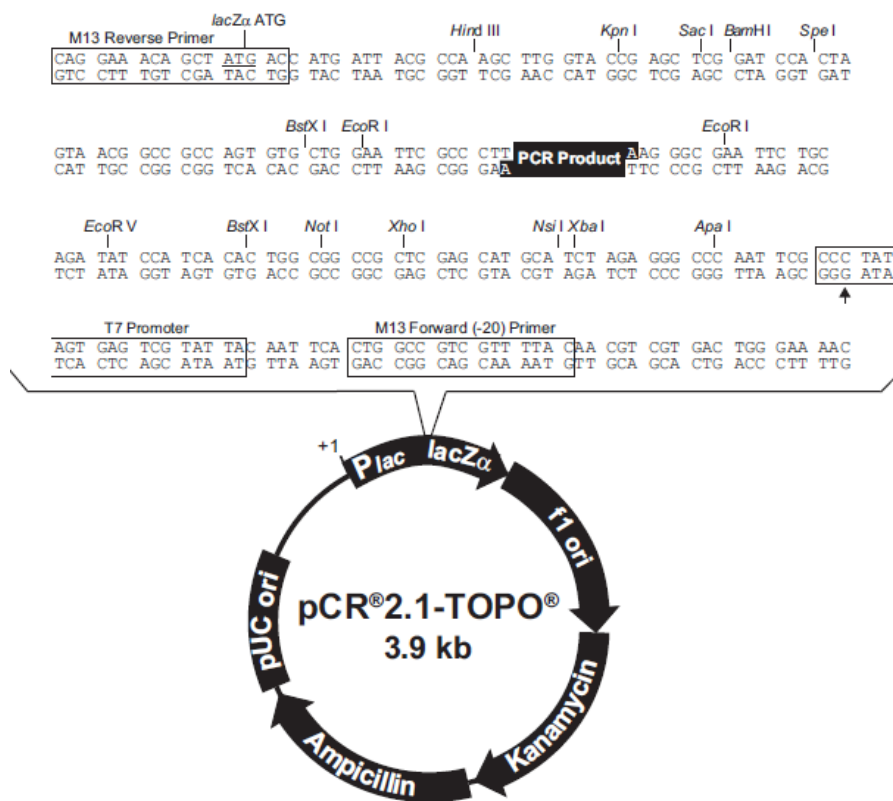 M13 Reverse Primer lacZα ATG Hind III Kpn I Sac I BamH I Spe I
CAG GAA ACA GCT ATG ACC ATG ATT ACG CCA AGC TTG GTA CCG AGC TCG GAT CCA CTA
GTC CTT TGT CGA TAC TGG TAC TAA TGC GGT TCG AAC CAT GGC TCG AGC CTA GGT GAT
BstX I EcoR I EcoR I
GTA ACG GCC GCC AGT GTG CTG GAA TTC GCC CTT PCR Product AAG GGC GAA TTC TGC
CAT TGC CGG CGG TCA CAC GAC CTT AAG CGG GAA TTC CCG CTT AAG ACG
EcoR V BstX I Not I Xho I Nsi I Xba I Apa I
AGA TAT CCA TCA CAC TGG CGG CCG CTC GAG CAT GCA TCT AGA GGG CCC AAT TCG CCC TAT
TCT ATA GGT AGT GTG ACC GCC GGC GAG CTC GTA CGT AGA TCT CCC GGG TTA AGC GGG ATA
T7 Promoter M13 Forward (-20) Primer
AGT GAG TCG TAT TAC AAT TCA CTG GCC GTC GTT TTA CAA CGT CGT GAC TGG GAA AAC
TCA CTC AGC ATA ATG TTA AGT GAC CGG CAG CAA AAT GTT GCA GCA CTG ACC CTT TTG
+1
Plac lacZα
f1 ori
pUC ori
pCR®2.1-TOPO®
3.9 kb
Kanamycin
Ampicillin